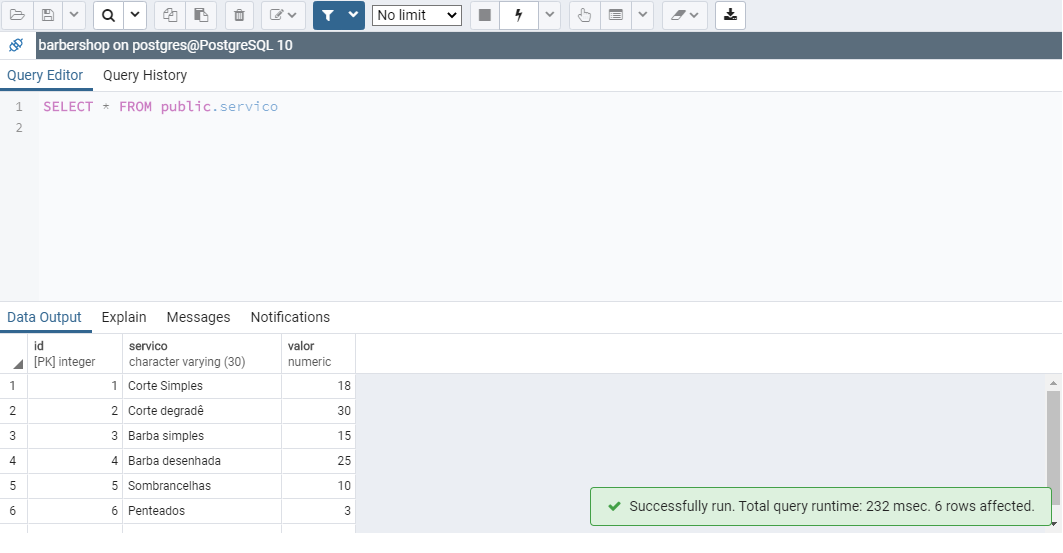 No limit
barbershop on postgres@PostgreSQL 10
Query Editor Query History
1 SELECT * FROM public.servico
2
Data Output Explain Messages Notifications
id servico valor
[PK] integer character varying (30) numeric
1 1 Corte Simples 18
2 2 Corte degradê 30
3 3 Barba simples 15
4 4 Barba desenhada 25
5 5 Sombrancelhas 10
6 6 Penteados 3
Successfully run. Total query runtime: 232 msec. 6 rows affected.